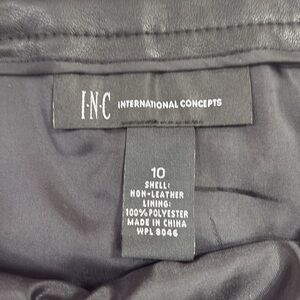 I·N·C INTERNATIONAL CONCEPTS
10
SHELL:
NON-LEATHER
LINING:
100% POLYESTER
MADE IN CHINA
WPL 8046